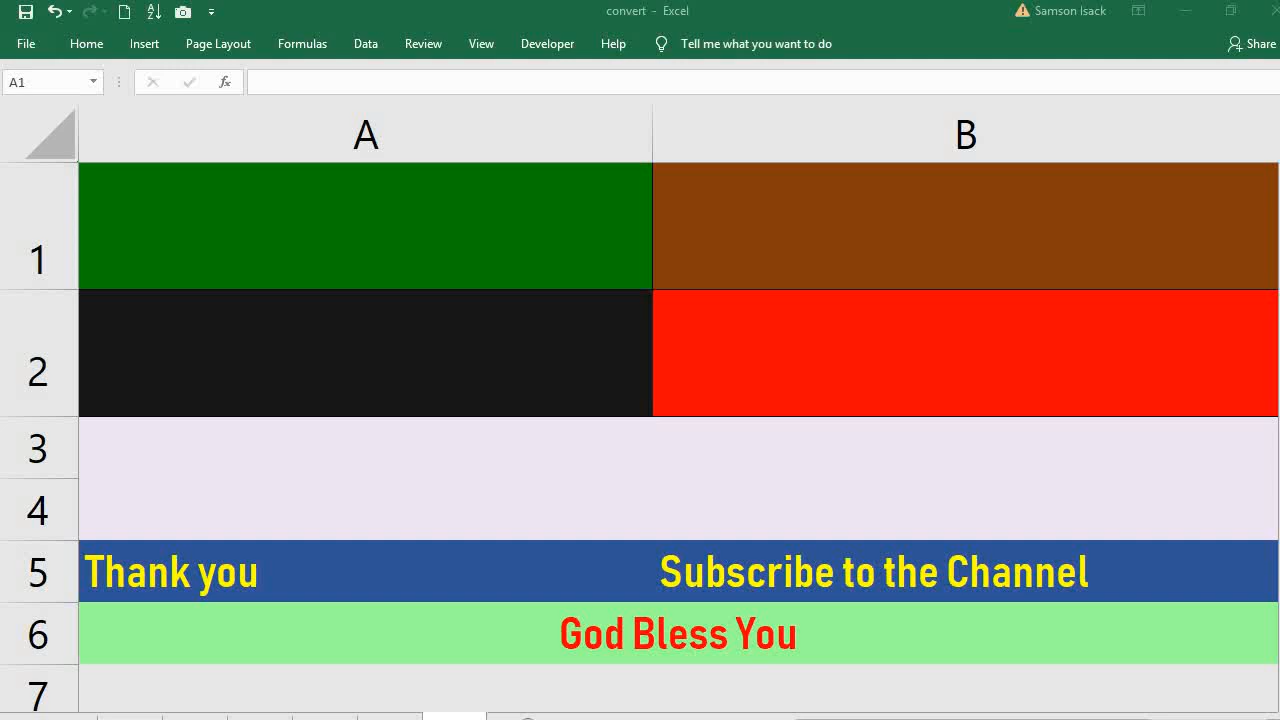 convert - Excel
Samson Isack
File Home Insert Page Layout Formulas Data Review View Developer Help Tell me what you want to do Share
A1 fx
A B
1
2
3
4
5 Thank you Subscribe to the Channel
6 God Bless You
7